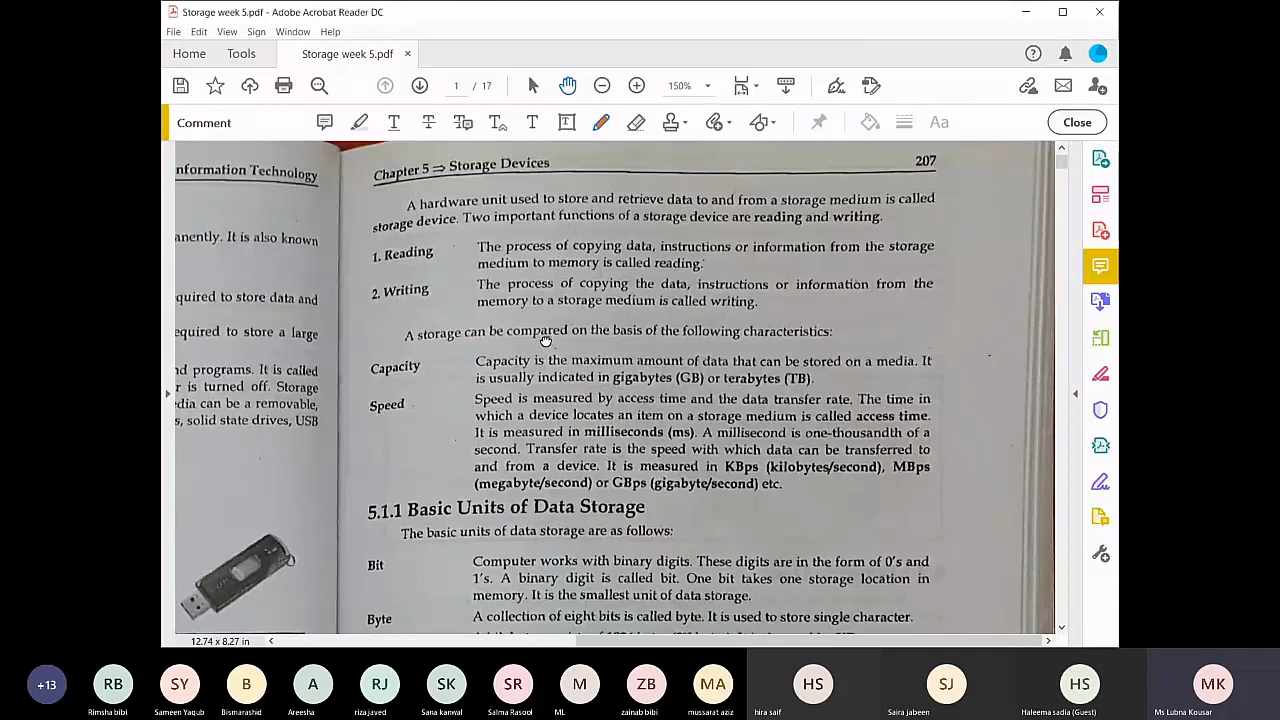 Storage week 5.pdf - Adobe Acrobat Reader DC
File Edit View Sign Window Help
Home Tools Storage week 5.pdf ×
1 / 17 150%
Comment Close
nformation Technology
anently. It is also known
quired to store data and
equired to store a large
nd programs. It is called
r is turned off. Storage
edia can be a removable,
s, solid state drives, USB
Chapter 5 ⇒ Storage Devices 207
A hardware unit used to store and retrieve data to and from a storage medium is called
storage device. Two important functions of a storage device are reading and writing.
1. Reading The process of copying data, instructions or information from the storage
medium to memory is called reading.
2. Writing The process of copying the data, instructions or information from the
memory to a storage medium is called writing.
A storage can be compared on the basis of the following characteristics:
Capacity Capacity is the maximum amount of data that can be stored on a media. It
is usually indicated in gigabytes (GB) or terabytes (TB).
Speed Speed is measured by access time and the data transfer rate. The time in
which a device locates an item on a storage medium is called access time.
It is measured in milliseconds (ms). A millisecond is one-thousandth of a
second. Transfer rate is the speed with which data can be transferred to
and from a device. It is measured in KBps (kilobytes/second), MBps
(megabyte/second) or GBps (gigabyte/second) etc.
5.1.1 Basic Units of Data Storage
The basic units of data storage are as follows:
Bit Computer works with binary digits. These digits are in the form of 0's and
1's. A binary digit is called bit. One bit takes one storage location in
memory. It is the smallest unit of data storage.
Byte A collection of eight bits is called byte. It is used to store single character.
12.74 x 8.27 in
+13 RB SY B A RJ SK SR M ZB MA HS SJ HS MK
Rimsha bibi Sameen Yaqub Bismarashid Areesha riza javed Sana kanwal Salma Rasool ML zainab bibi mussarat aziz hira saif Saira jabeen Haleema sadia (Guest) Ms Lubna Kousar